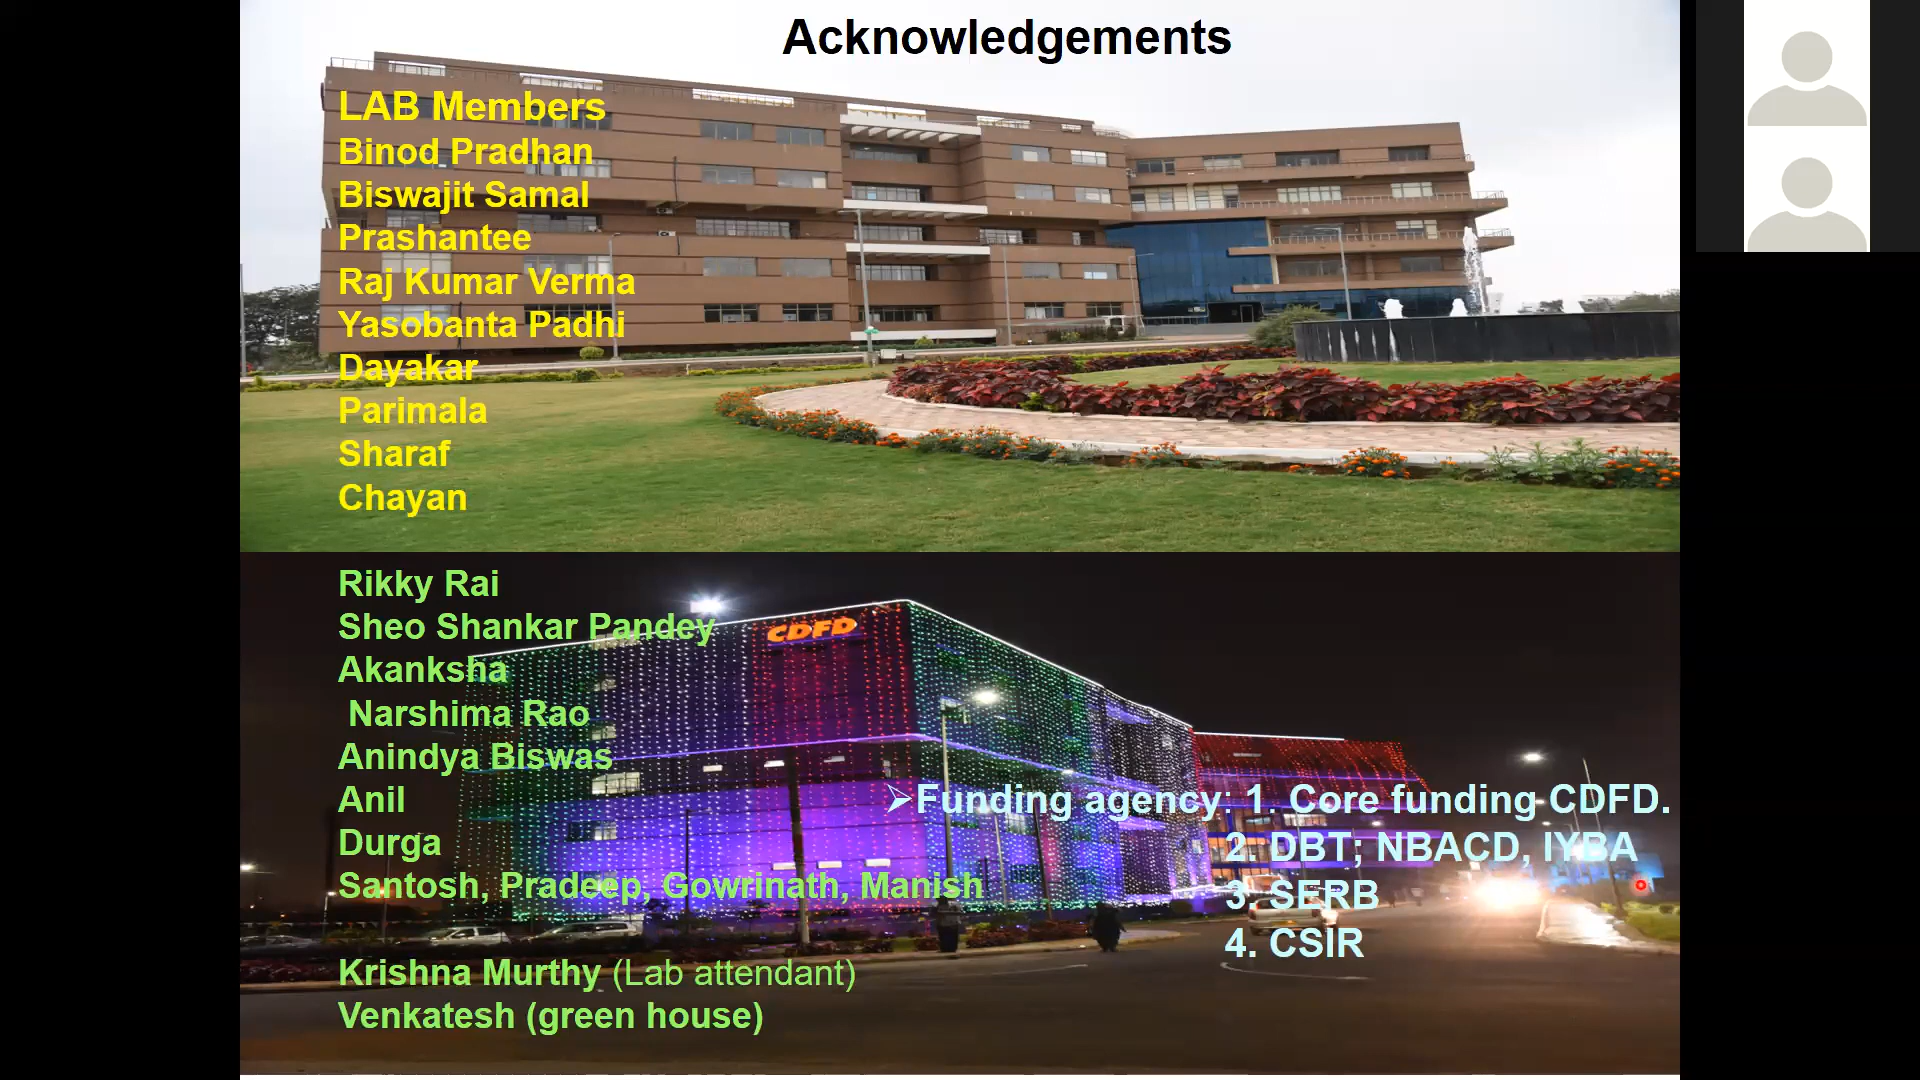 Acknowledgements
LAB Members
Binod Pradhan
Biswajit Samal
Prashantee
Raj Kumar Verma
Yasobanta Padhi
Dayakar
Parimala
Sharaf
Chayan
Rikky Rai
Sheo Shankar Pandey
Akanksha
Narshima Rao
Anindya Biswas
Anil
Durga
Santosh, Pradeep, Gowrinath, Manish
Krishna Murthy (Lab attendant)
Venkatesh (green house)
CDFD
➢Funding agency: 1. Core funding CDFD.
2. DBT; NBACD, IYBA
3. SERB
4. CSIR